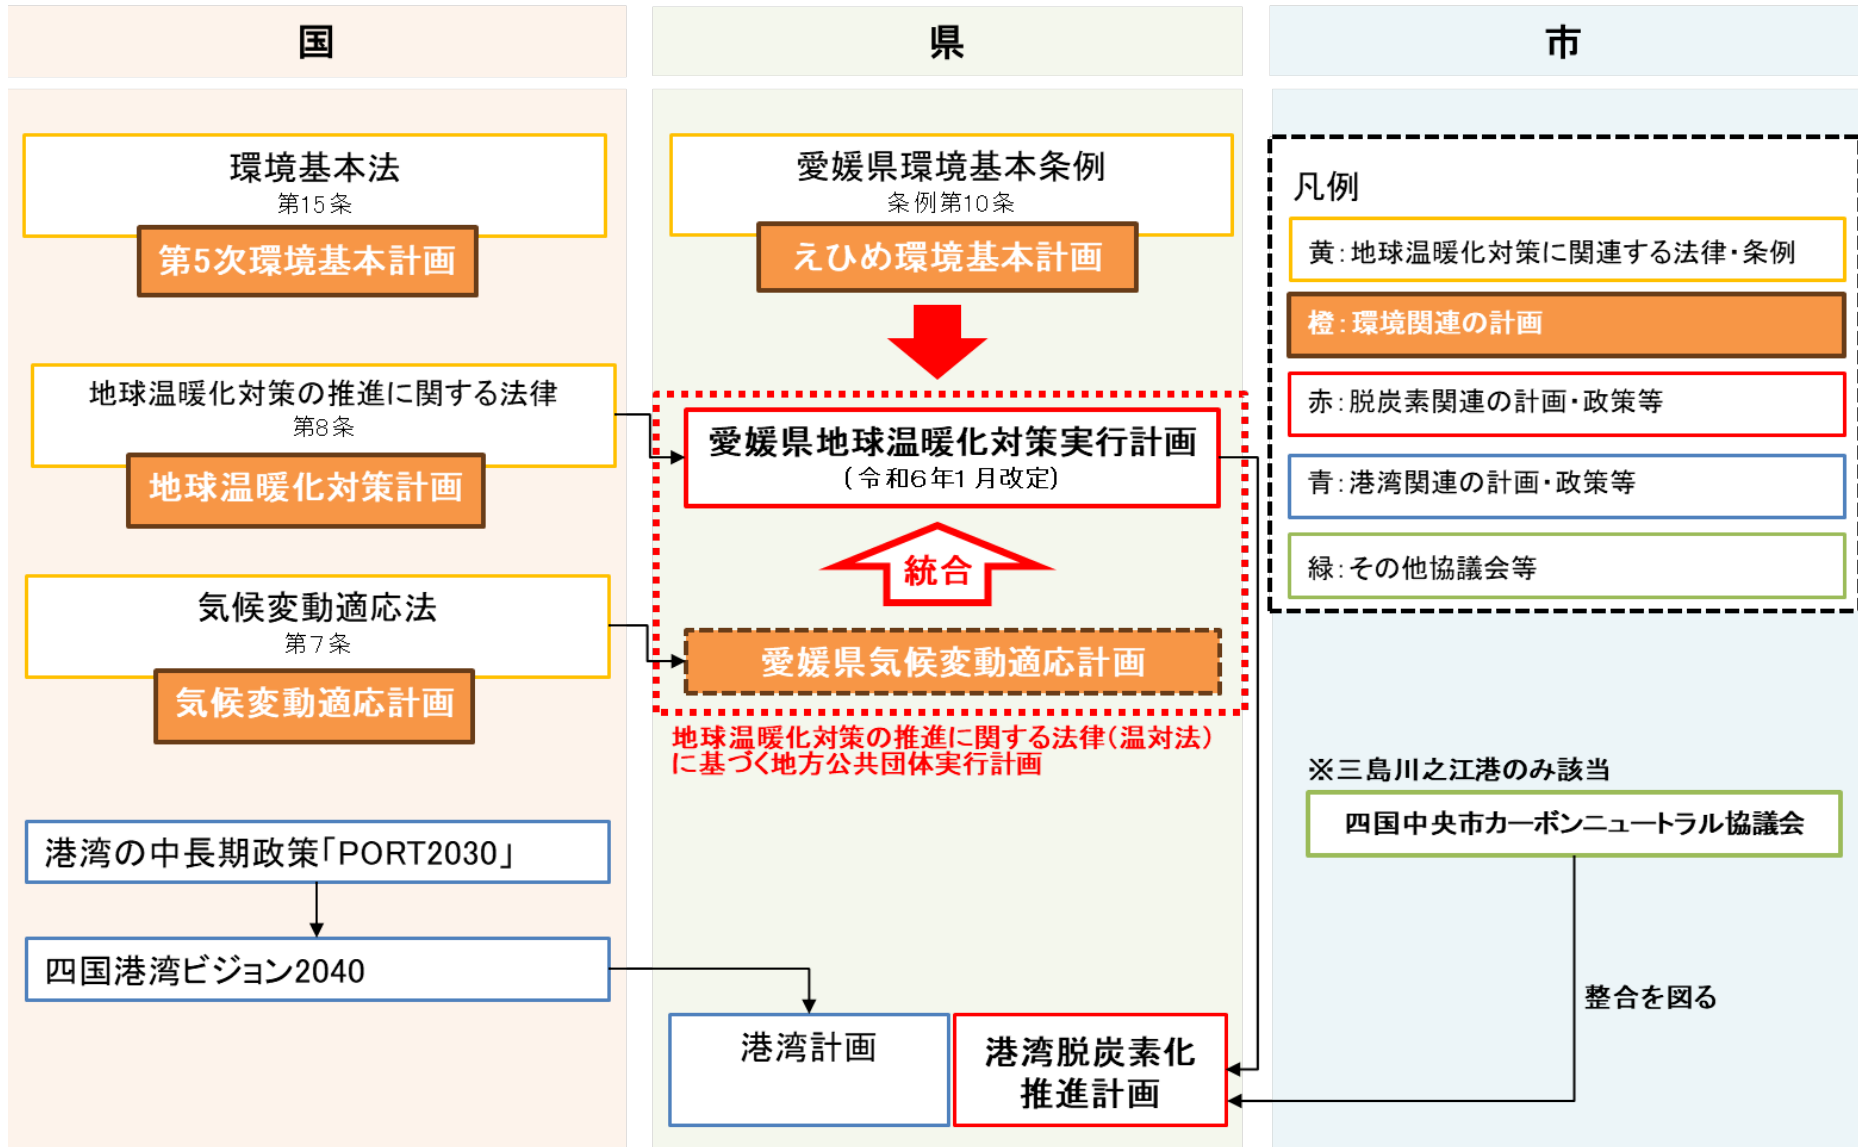 国
県
市
環境基本法
第15条
第5次環境基本計画
地球温暖化対策の推進に関する法律
第8条
地球温暖化対策計画
気候変動適応法
第7条
気候変動適応計画
港湾の中長期政策「PORT2030」
四国港湾ビジョン2040
愛媛県環境基本条例
条例第10条
えひめ環境基本計画
愛媛県地球温暖化対策実行計画
(令和6年1月改定)
統合
愛媛県気候変動適応計画
地球温暖化対策の推進に関する法律(温対法)
に基づく地方公共団体実行計画
港湾計画
港湾脱炭素化
推進計画
凡例
黄:地球温暖化対策に関連する法律・条例
橙:環境関連の計画
赤:脱炭素関連の計画・政策等
青:港湾関連の計画・政策等
緑:その他協議会等
※三島川之江港のみ該当
四国中央市カーボンニュートラル協議会
整合を図る